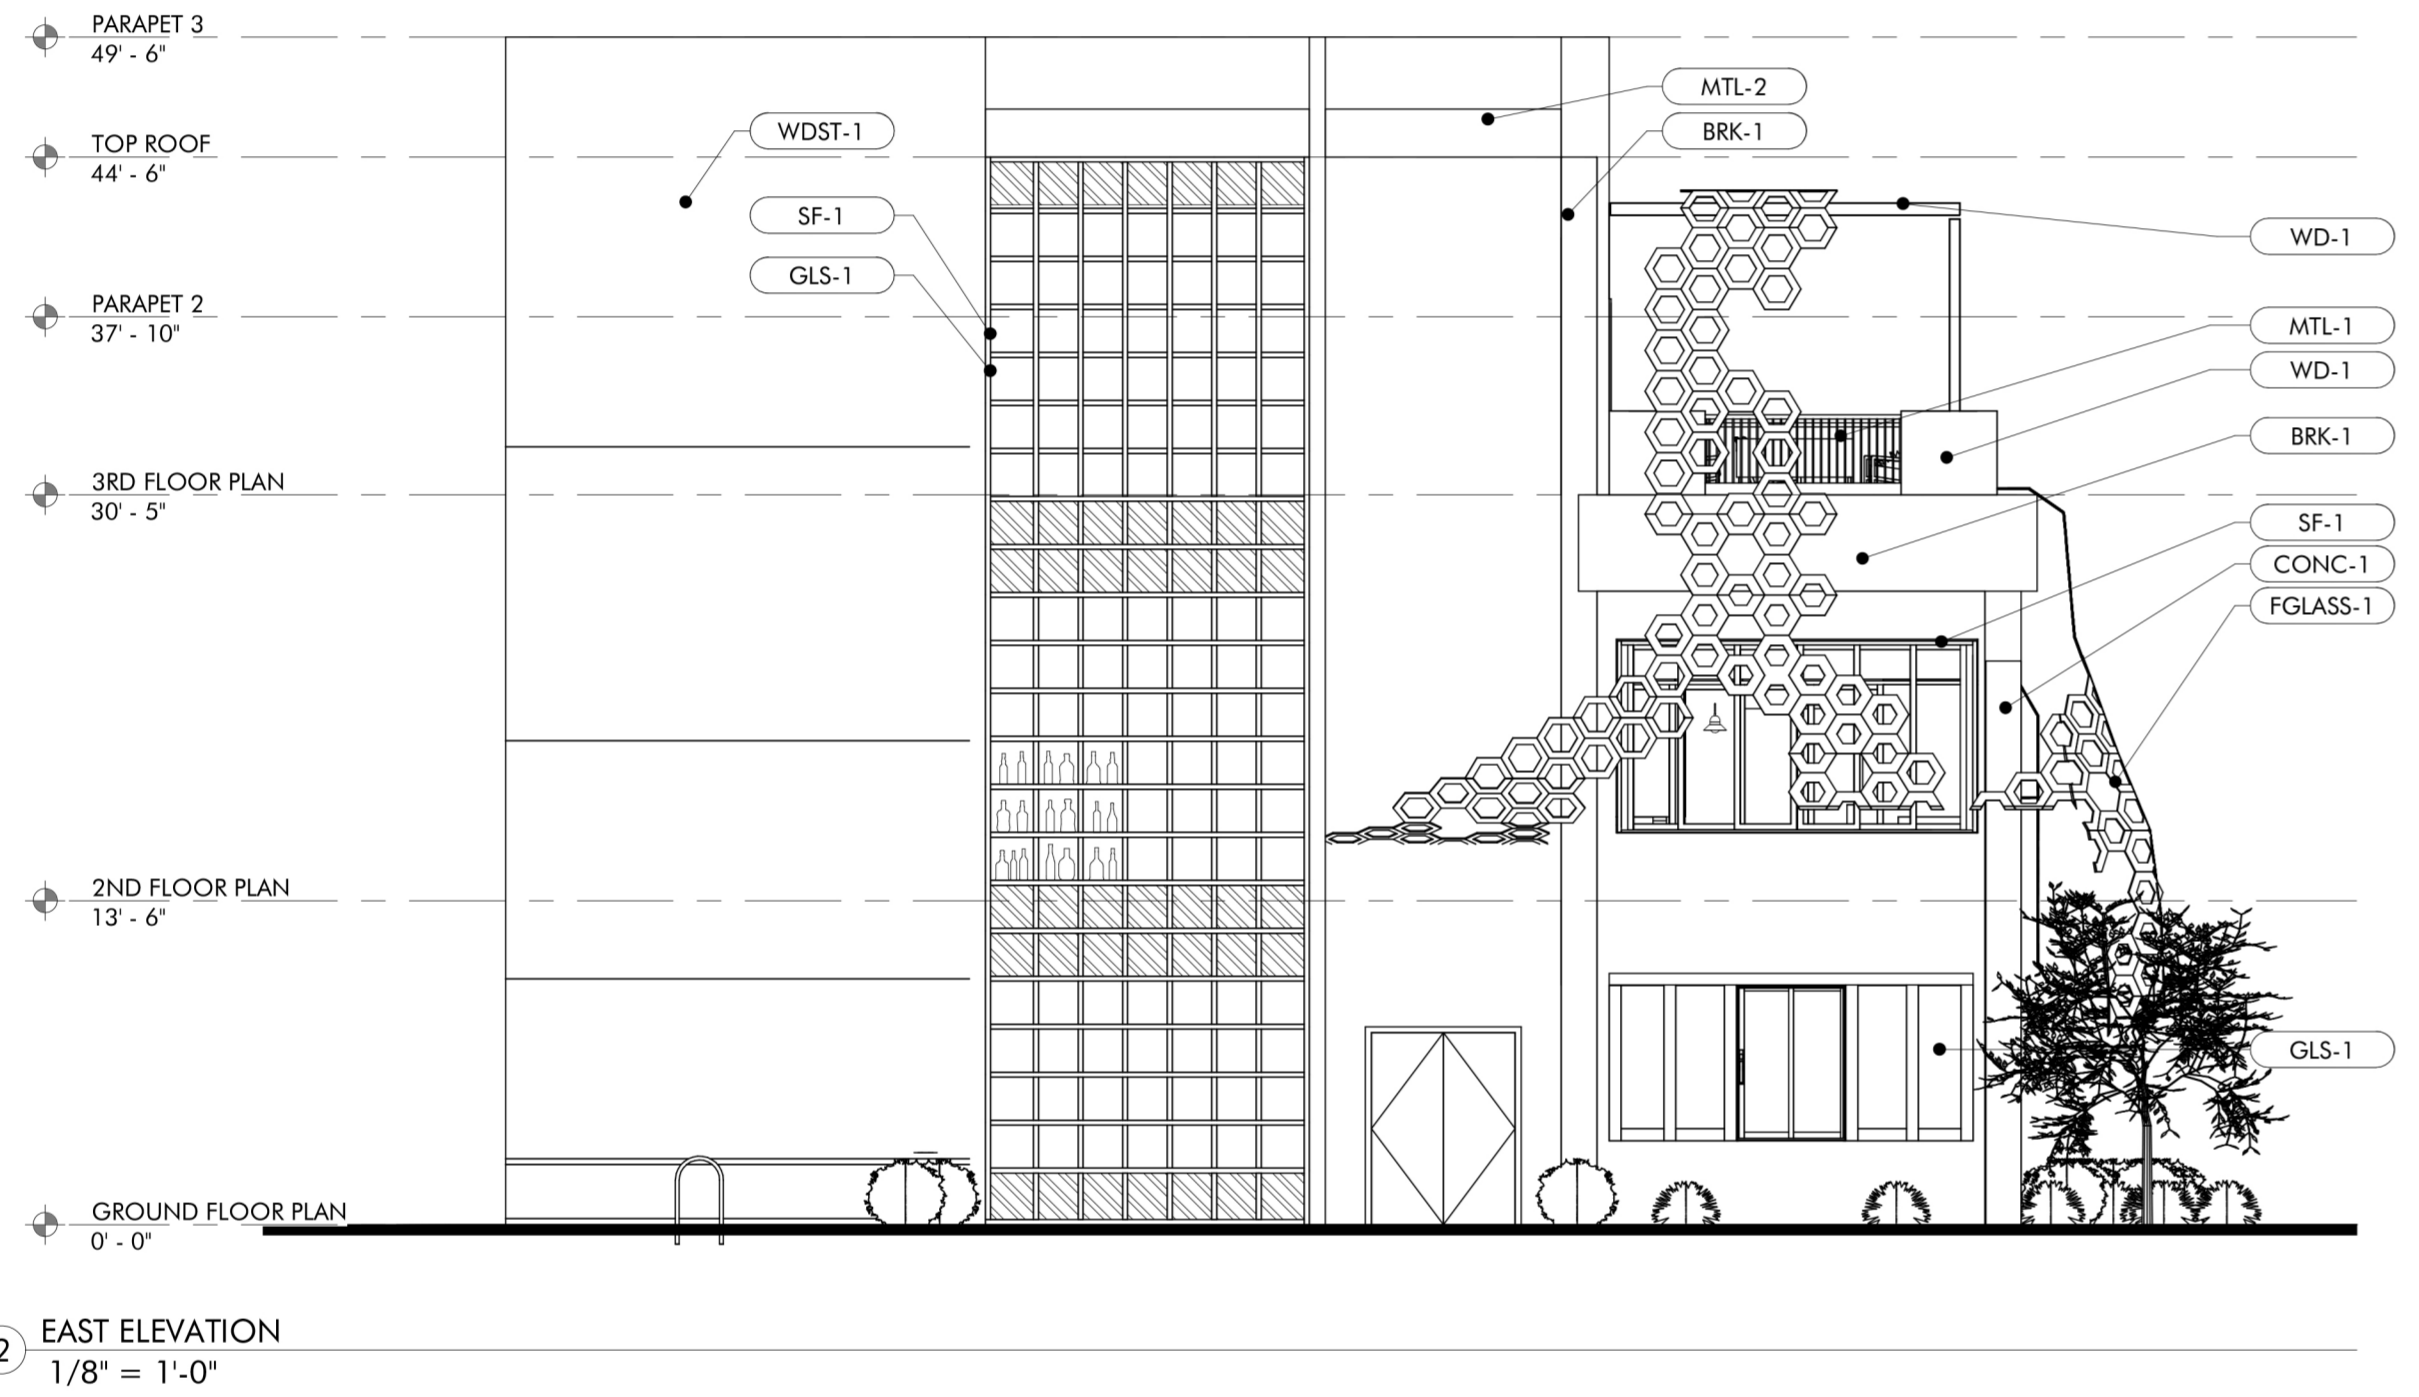 PARAPET 3
49' - 6"
TOP ROOF
44' - 6"
PARAPET 2
37' - 10"
3RD FLOOR PLAN
30' - 5"
2ND FLOOR PLAN
13' - 6"
GROUND FLOOR PLAN
0' - 0"
WDST-1
SF-1
GLS-1
MTL-2
BRK-1
WD-1
MTL-1
WD-1
BRK-1
SF-1
CONC-1
FGLASS-1
GLS-1
2
EAST ELEVATION
1/8" = 1'-0"